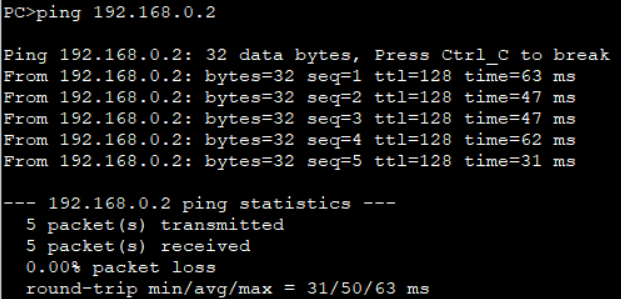 PC>ping 192.168.0.2
Ping 192.168.0.2: 32 data bytes, Press Ctrl_C to break
From 192.168.0.2: bytes=32 seq=1 ttl=128 time=63 ms
From 192.168.0.2: bytes=32 seq=2 ttl=128 time=47 ms
From 192.168.0.2: bytes=32 seq=3 ttl=128 time=47 ms
From 192.168.0.2: bytes=32 seq=4 ttl=128 time=62 ms
From 192.168.0.2: bytes=32 seq=5 ttl=128 time=31 ms
--- 192.168.0.2 ping statistics ---
5 packet(s) transmitted
5 packet(s) received
0.00% packet loss
round-trip min/avg/max = 31/50/63 ms